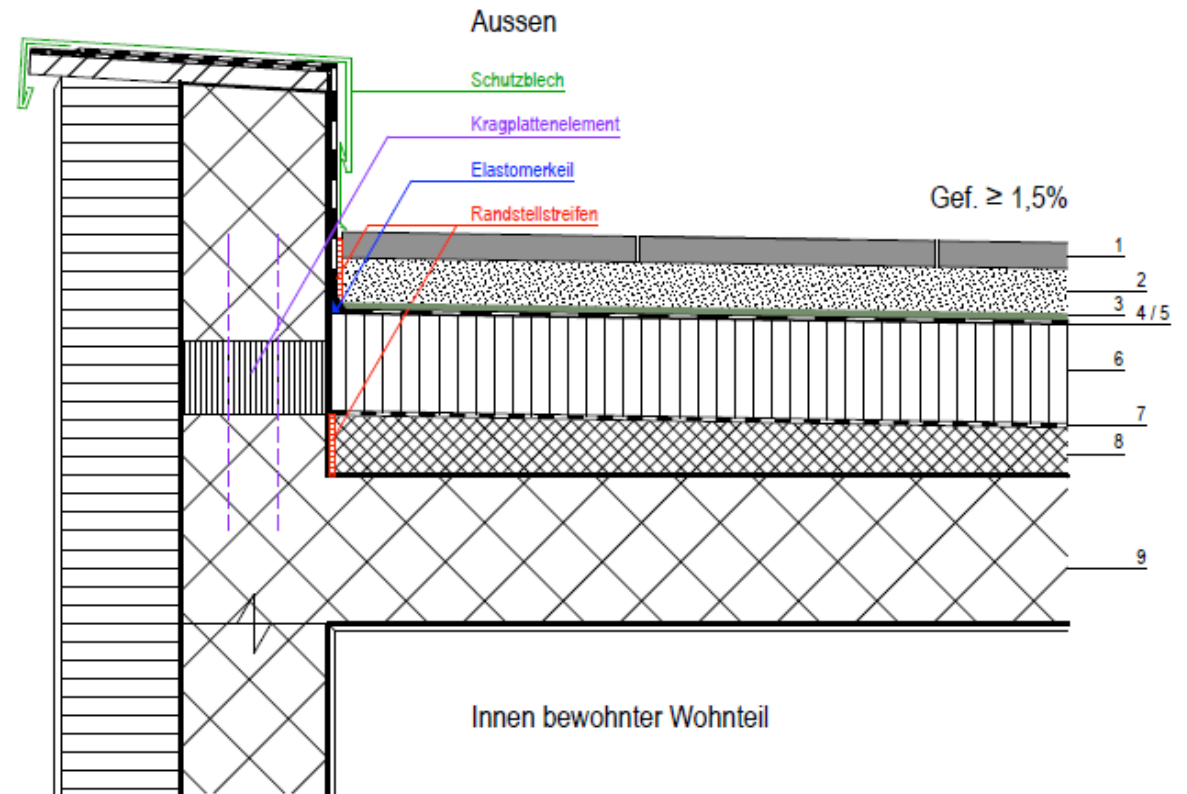 Aussen
Schutzblech
Kragplattenelement
Elastomerkeil
Randstellstreifen
Gef. ≥ 1,5%
1
2
3
4 / 5
6
7
8
9
Innen bewohnter Wohnteil